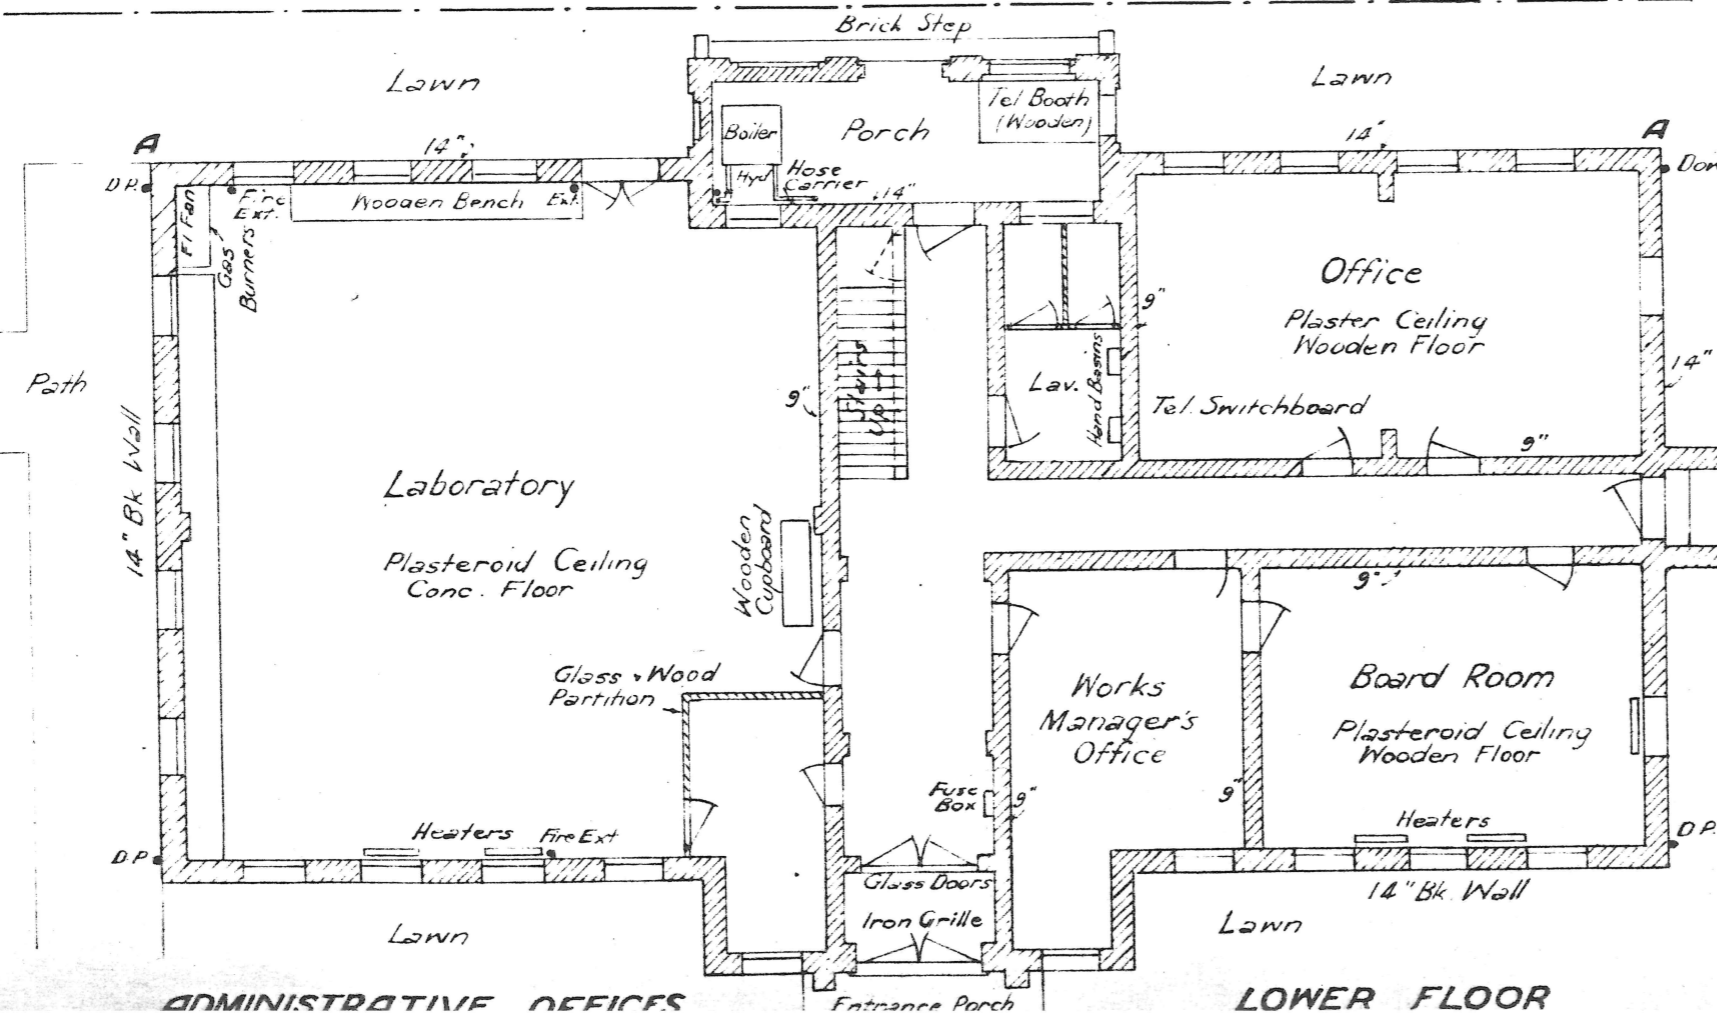 Brick Step
Lawn
Lawn
A
14"
Boiler
Porch
Tel Booth
(Wooden)
14"
A
D.P.
Fire
Ext.
Wooden Bench
Ext.
Hyd
Hose
Carrier
14"
El Fan
Gas
Burners
Office
Plaster Ceiling
Wooden Floor
9"
14"
Path
14" Bk Wall
9"
Stairs
Up
Lav.
Hand Basins
Tel. Switchboard
9"
Laboratory
Plasteroid Ceiling
Conc. Floor
Wooden
Cupboard
9"
Glass & Wood
Partition
Works
Manager's
Office
Board Room
Plasteroid Ceiling
Wooden Floor
Fuse
Box
9"
9"
Heaters
Fire Ext
Heaters
D.P.
D.P.
Glass Doors
Iron Grille
14" Bk. Wall
Lawn
Lawn
ADMINISTRATIVE OFFICES
Entrance Porch
LOWER FLOOR